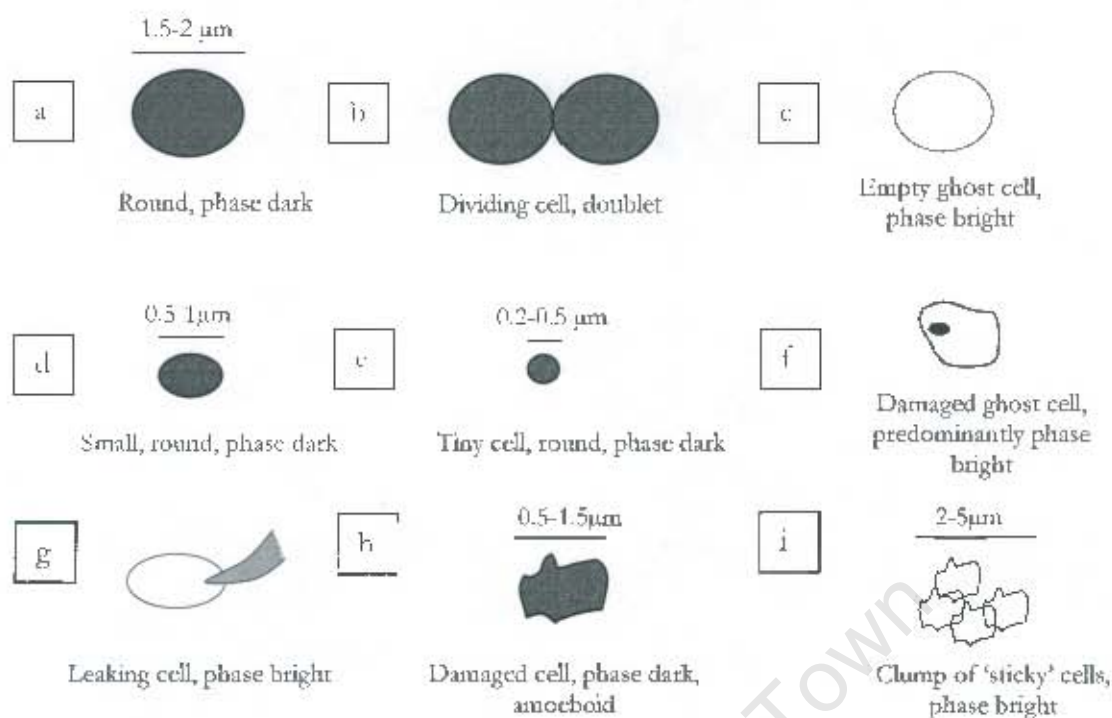 1.5-2 µm
a
b
c
Round, phase dark
Dividing cell, doublet
Empty ghost cell,
phase bright
0.5-1µm
0.2-0.5 µm
d
e
f
Small, round, phase dark
Tiny cell, round, phase dark
Damaged ghost cell,
predominantly phase
bright
0.5-1.5µm
2-5µm
g
h
i
Leaking cell, phase bright
Damaged cell, phase dark,
amoeboid
Clump of 'sticky' cells,
phase bright
Town